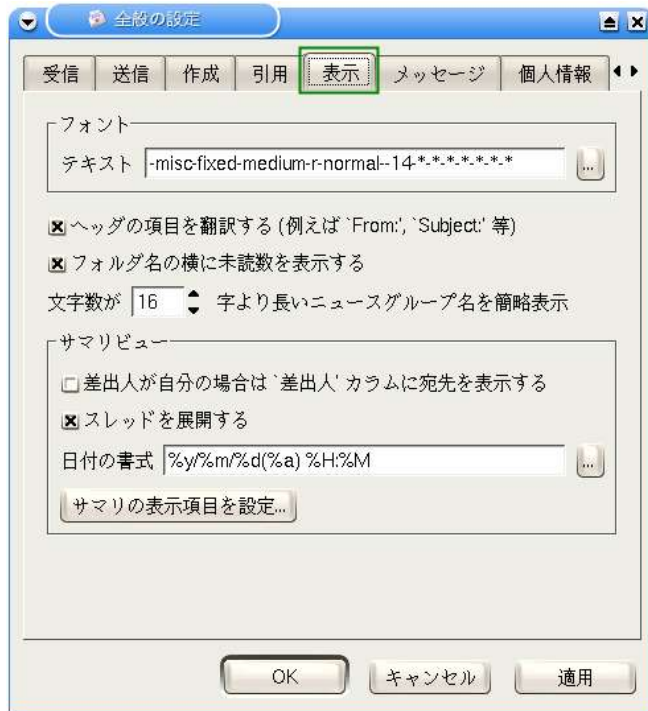 全般の設定
受信 送信 作成 引用 表示 メッセージ 個人情報
フォント
テキスト -misc-fixed-medium-r-normal--14-*-*-*-*-*-*-* ...
ヘッダの項目を翻訳する (例えば `From:', `Subject:' 等)
フォルダ名の横に未読数を表示する
文字数が 16 字より長いニュースグループ名を簡略表示
サマリビュー
差出人が自分の場合は `差出人' カラムに宛先を表示する
スレッドを展開する
日付の書式 %y/%m/%d(%a) %H:%M ...
サマリの表示項目を設定...
OK キャンセル 適用